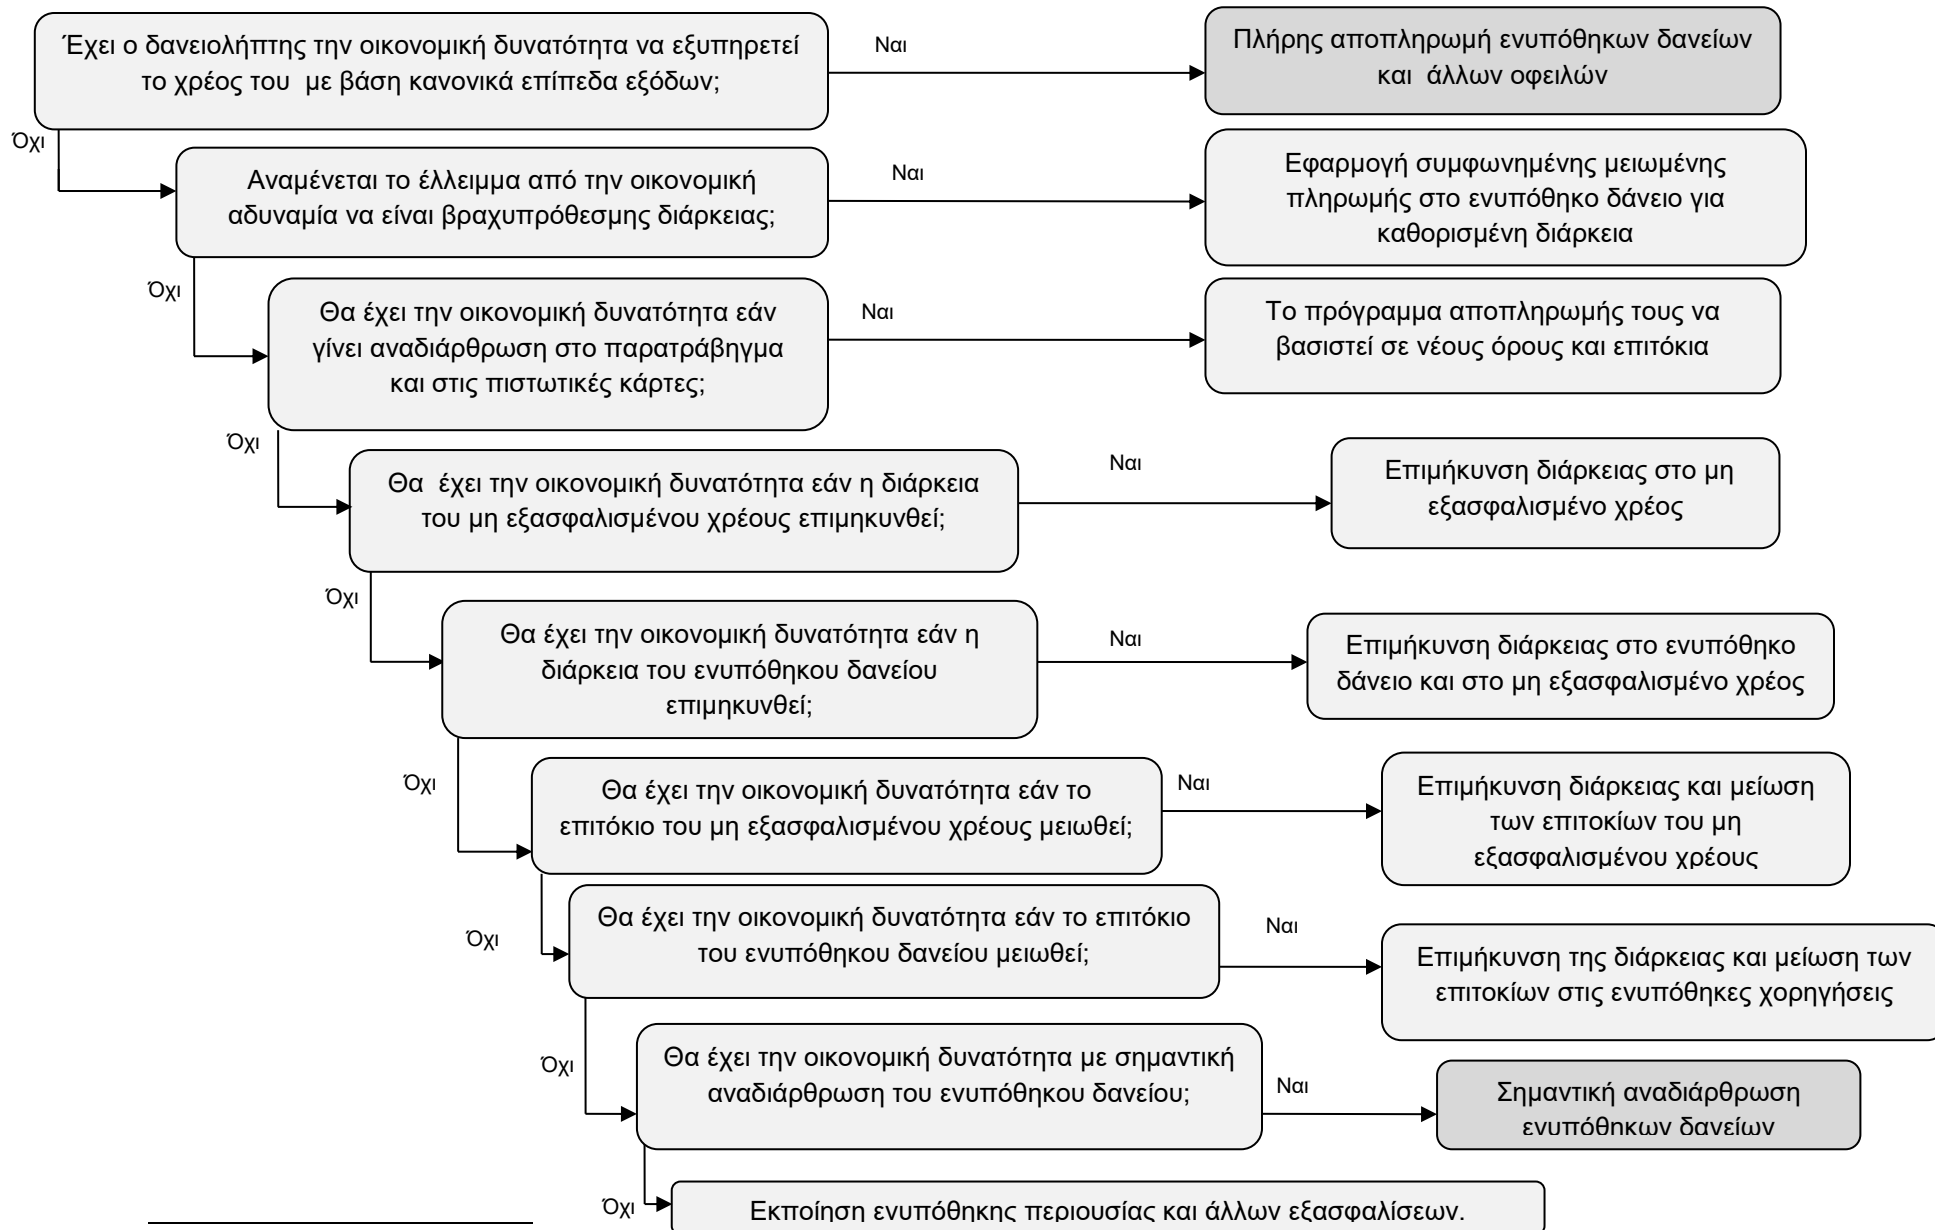 Έχει ο δανειολήπτης την οικονομική δυνατότητα να εξυπηρετεί
το χρέος του με βάση κανονικά επίπεδα εξόδων;
Ναι
Πλήρης αποπληρωμή ενυπόθηκων δανείων
και άλλων οφειλών
Όχι
Αναμένεται το έλλειμμα από την οικονομική
αδυναμία να είναι βραχυπρόθεσμης διάρκειας;
Ναι
Εφαρμογή συμφωνημένης μειωμένης
πληρωμής στο ενυπόθηκο δάνειο για
καθορισμένη διάρκεια
Όχι
Θα έχει την οικονομική δυνατότητα εάν
γίνει αναδιάρθρωση στο παρατράβηγμα
και στις πιστωτικές κάρτες;
Ναι
Το πρόγραμμα αποπληρωμής τους να
βασιστεί σε νέους όρους και επιτόκια
Όχι
Θα έχει την οικονομική δυνατότητα εάν η διάρκεια
του μη εξασφαλισμένου χρέους επιμηκυνθεί;
Ναι
Επιμήκυνση διάρκειας στο μη
εξασφαλισμένο χρέος
Όχι
Θα έχει την οικονομική δυνατότητα εάν η
διάρκεια του ενυπόθηκου δανείου
επιμηκυνθεί;
Ναι
Επιμήκυνση διάρκειας στο ενυπόθηκο
δάνειο και στο μη εξασφαλισμένο χρέος
Όχι
Θα έχει την οικονομική δυνατότητα εάν το
επιτόκιο του μη εξασφαλισμένου χρέους μειωθεί;
Ναι
Επιμήκυνση διάρκειας και μείωση
των επιτοκίων του μη
εξασφαλισμένου χρέους
Όχι
Θα έχει την οικονομική δυνατότητα εάν το επιτόκιο
του ενυπόθηκου δανείου μειωθεί;
Ναι
Επιμήκυνση της διάρκειας και μείωση των
επιτοκίων στις ενυπόθηκες χορηγήσεις
Όχι
Θα έχει την οικονομική δυνατότητα με σημαντική
αναδιάρθρωση του ενυπόθηκου δανείου;
Ναι
Σημαντική αναδιάρθρωση
ενυπόθηκων δανείων
Όχι
Εκποίηση ενυπόθηκης περιουσίας και άλλων εξασφαλίσεων.